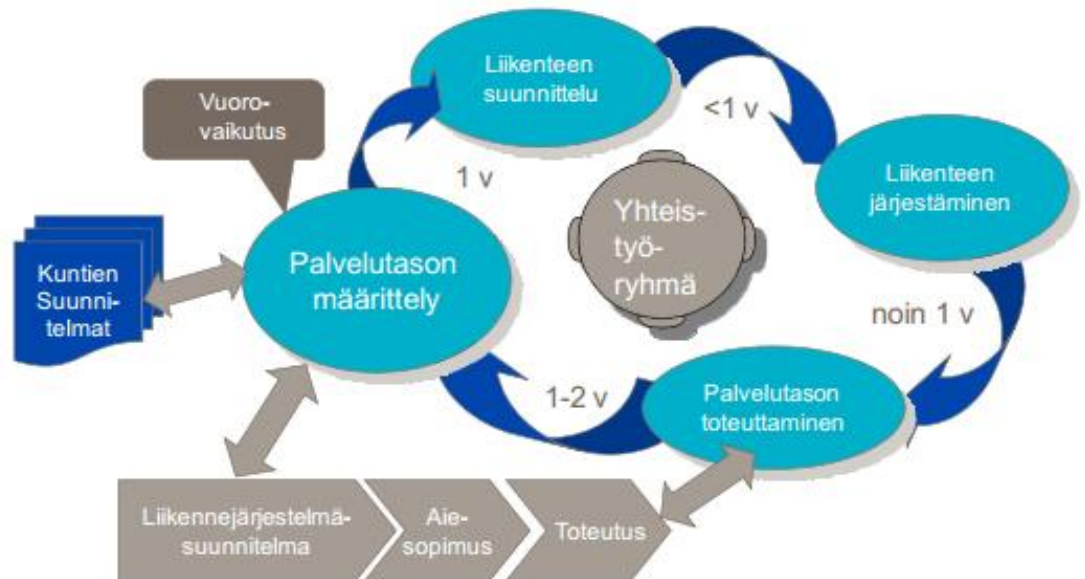 Liikenteen
suunnittelu
<1 v
Vuoro-
vaikutus
1 v
Liikenteen
järjestäminen
Yhteis-
työ-
ryhmä
Palvelutason
määrittely
Kuntien
Suunni-
telmat
noin 1 v
1-2 v
Palvelutason
toteuttaminen
Liikennejärjestelmä-
suunnitelma
Aie-
sopimus
Toteutus